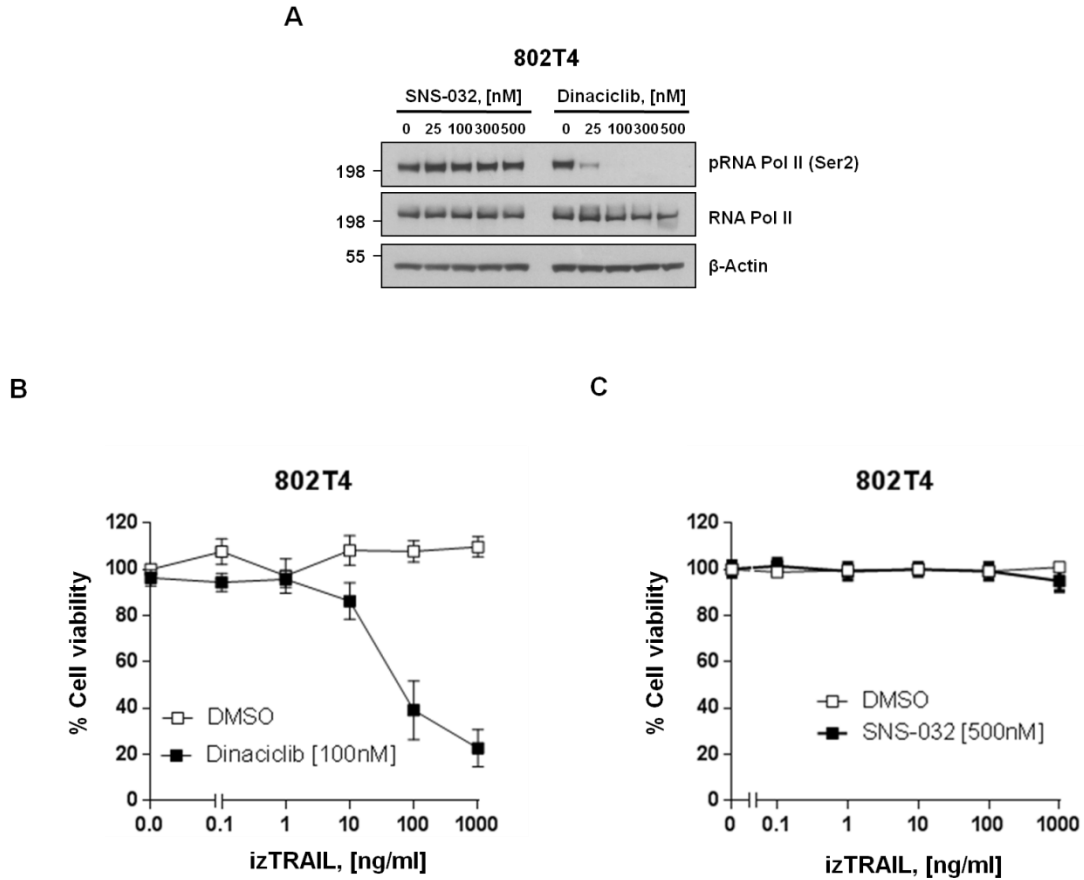 A
802T4
SNS-032, [nM] Dinaciclib, [nM]
0 25 100 300 500 0 25 100 300 500
198 pRNA Pol II (Ser2)
198 RNA Pol II
55 β-Actin
B
802T4
% Cell viability
120
100
80
60
40
20
0
DMSO
Dinaciclib [100nM]
0.0 0.1 1 10 100 1000
izTRAIL, [ng/ml]
C
802T4
% Cell viability
120
100
80
60
40
20
0
DMSO
SNS-032 [500nM]
0 0.1 1 10 100 1000
izTRAIL, [ng/ml]